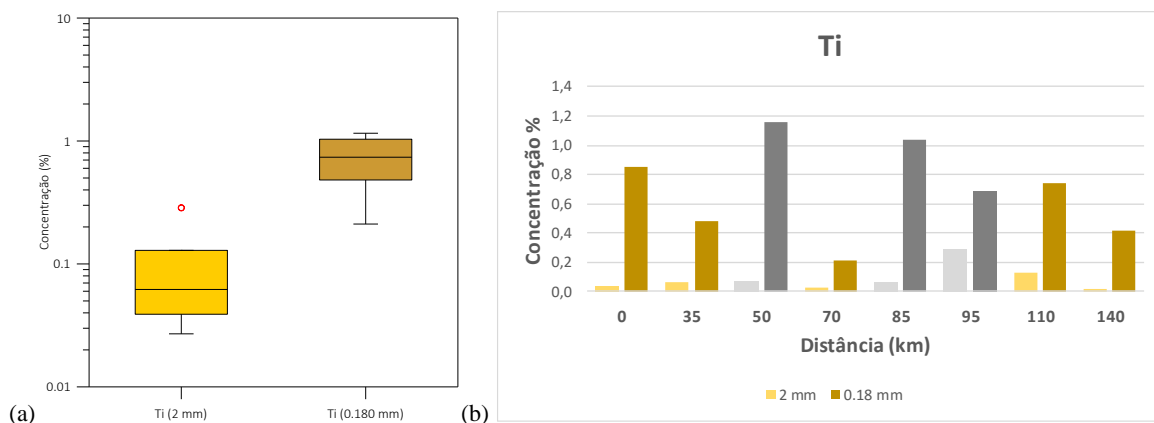 10
1
0.1
0.01
Concentração (%)
Ti (2 mm)
Ti (0.180 mm)
(a)
Ti
1,4
1,2
1,0
0,8
0,6
0,4
0,2
0,0
Concentração %
0 35 50 70 85 95 110 140
Distância (km)
2 mm 0.18 mm
(b)